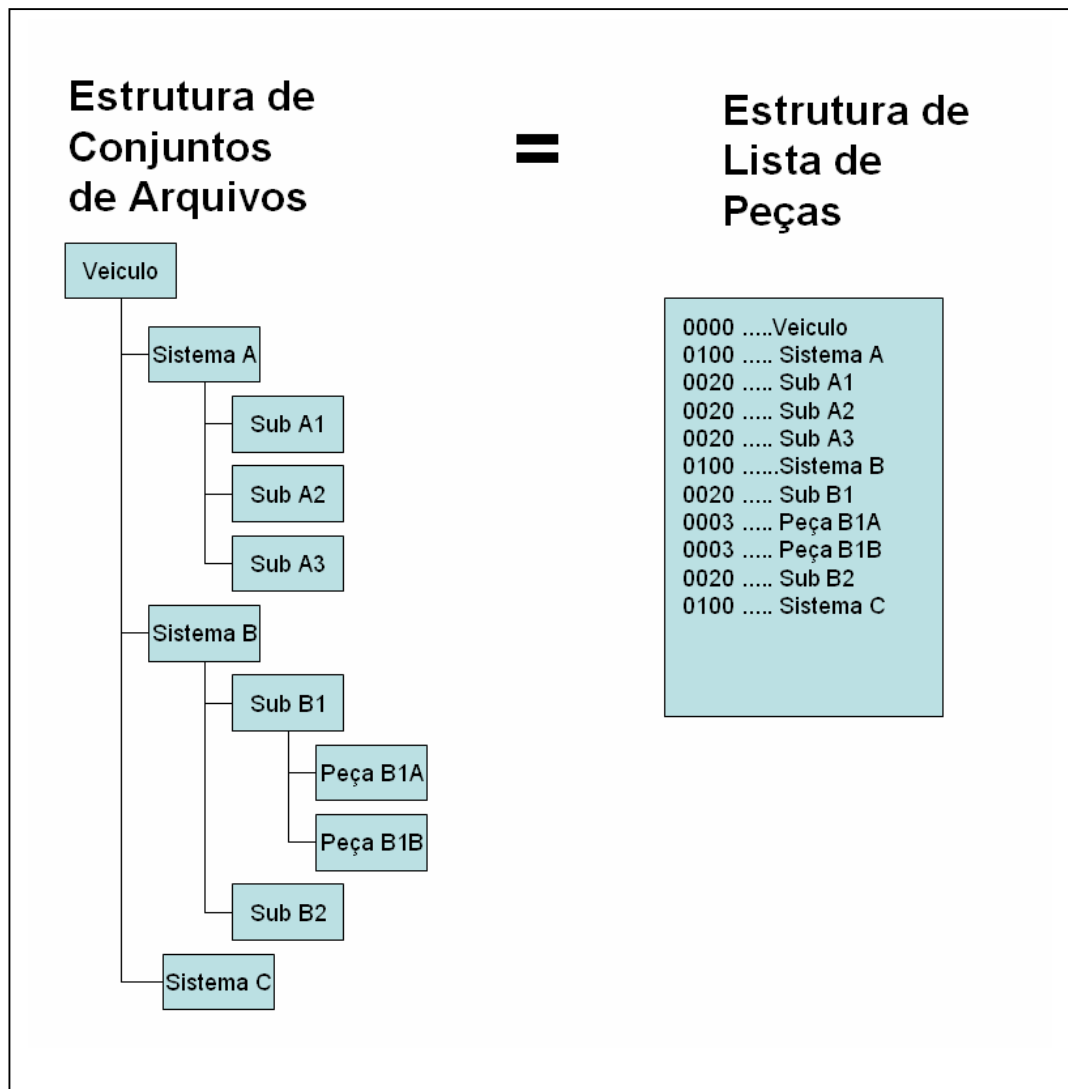 Estrutura de
Conjuntos
de Arquivos
=
Estrutura de
Lista de
Peças
Veiculo
Sistema A
Sub A1
Sub A2
Sub A3
Sistema B
Sub B1
Peça B1A
Peça B1B
Sub B2
Sistema C
0000 .....Veiculo
0100 ..... Sistema A
0020 ..... Sub A1
0020 ..... Sub A2
0020 ..... Sub A3
0100 ......Sistema B
0020 ..... Sub B1
0003 ..... Peça B1A
0003 ..... Peça B1B
0020 ..... Sub B2
0100 ..... Sistema C